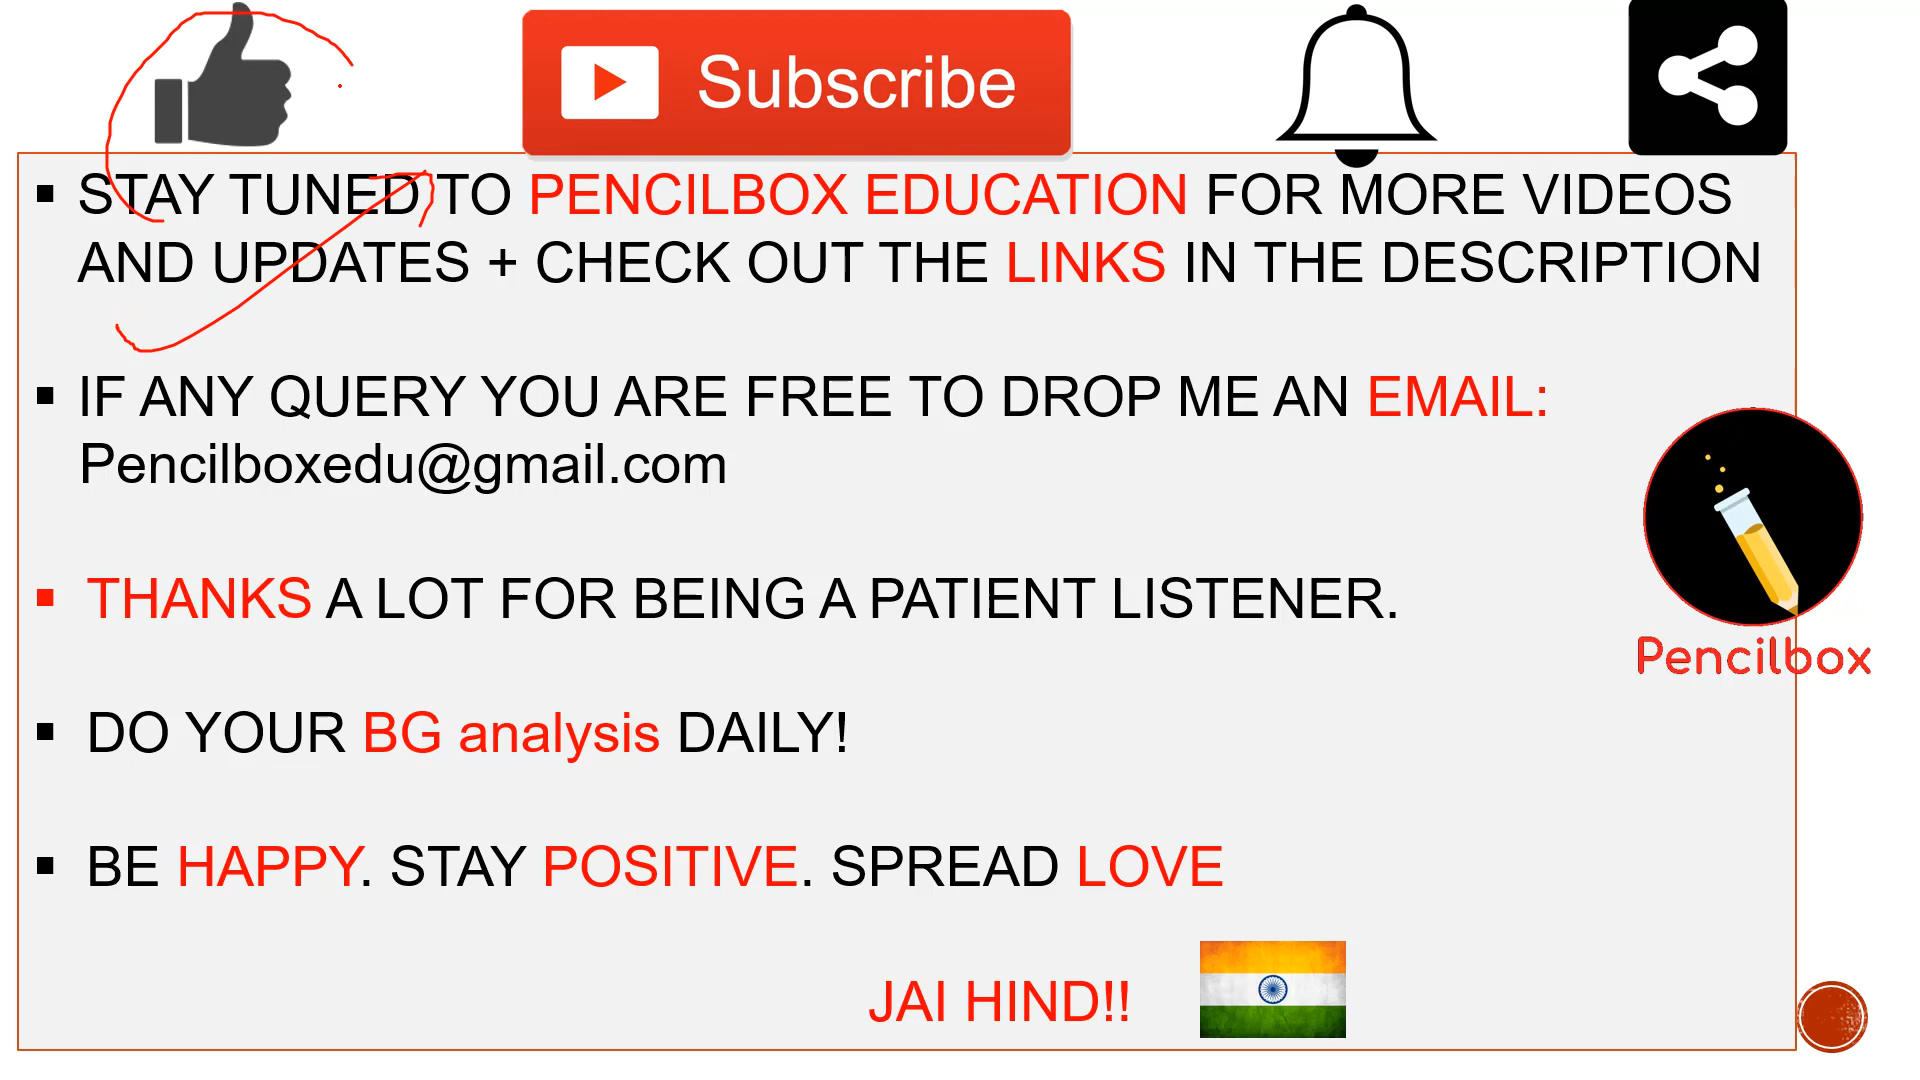 Subscribe
▪ STAY TUNED TO PENCILBOX EDUCATION FOR MORE VIDEOS
AND UPDATES + CHECK OUT THE LINKS IN THE DESCRIPTION
▪ IF ANY QUERY YOU ARE FREE TO DROP ME AN EMAIL:
Pencilboxedu@gmail.com
▪ THANKS A LOT FOR BEING A PATIENT LISTENER.
Pencilbox
▪ DO YOUR BG analysis DAILY!
▪ BE HAPPY. STAY POSITIVE. SPREAD LOVE
JAI HIND!!